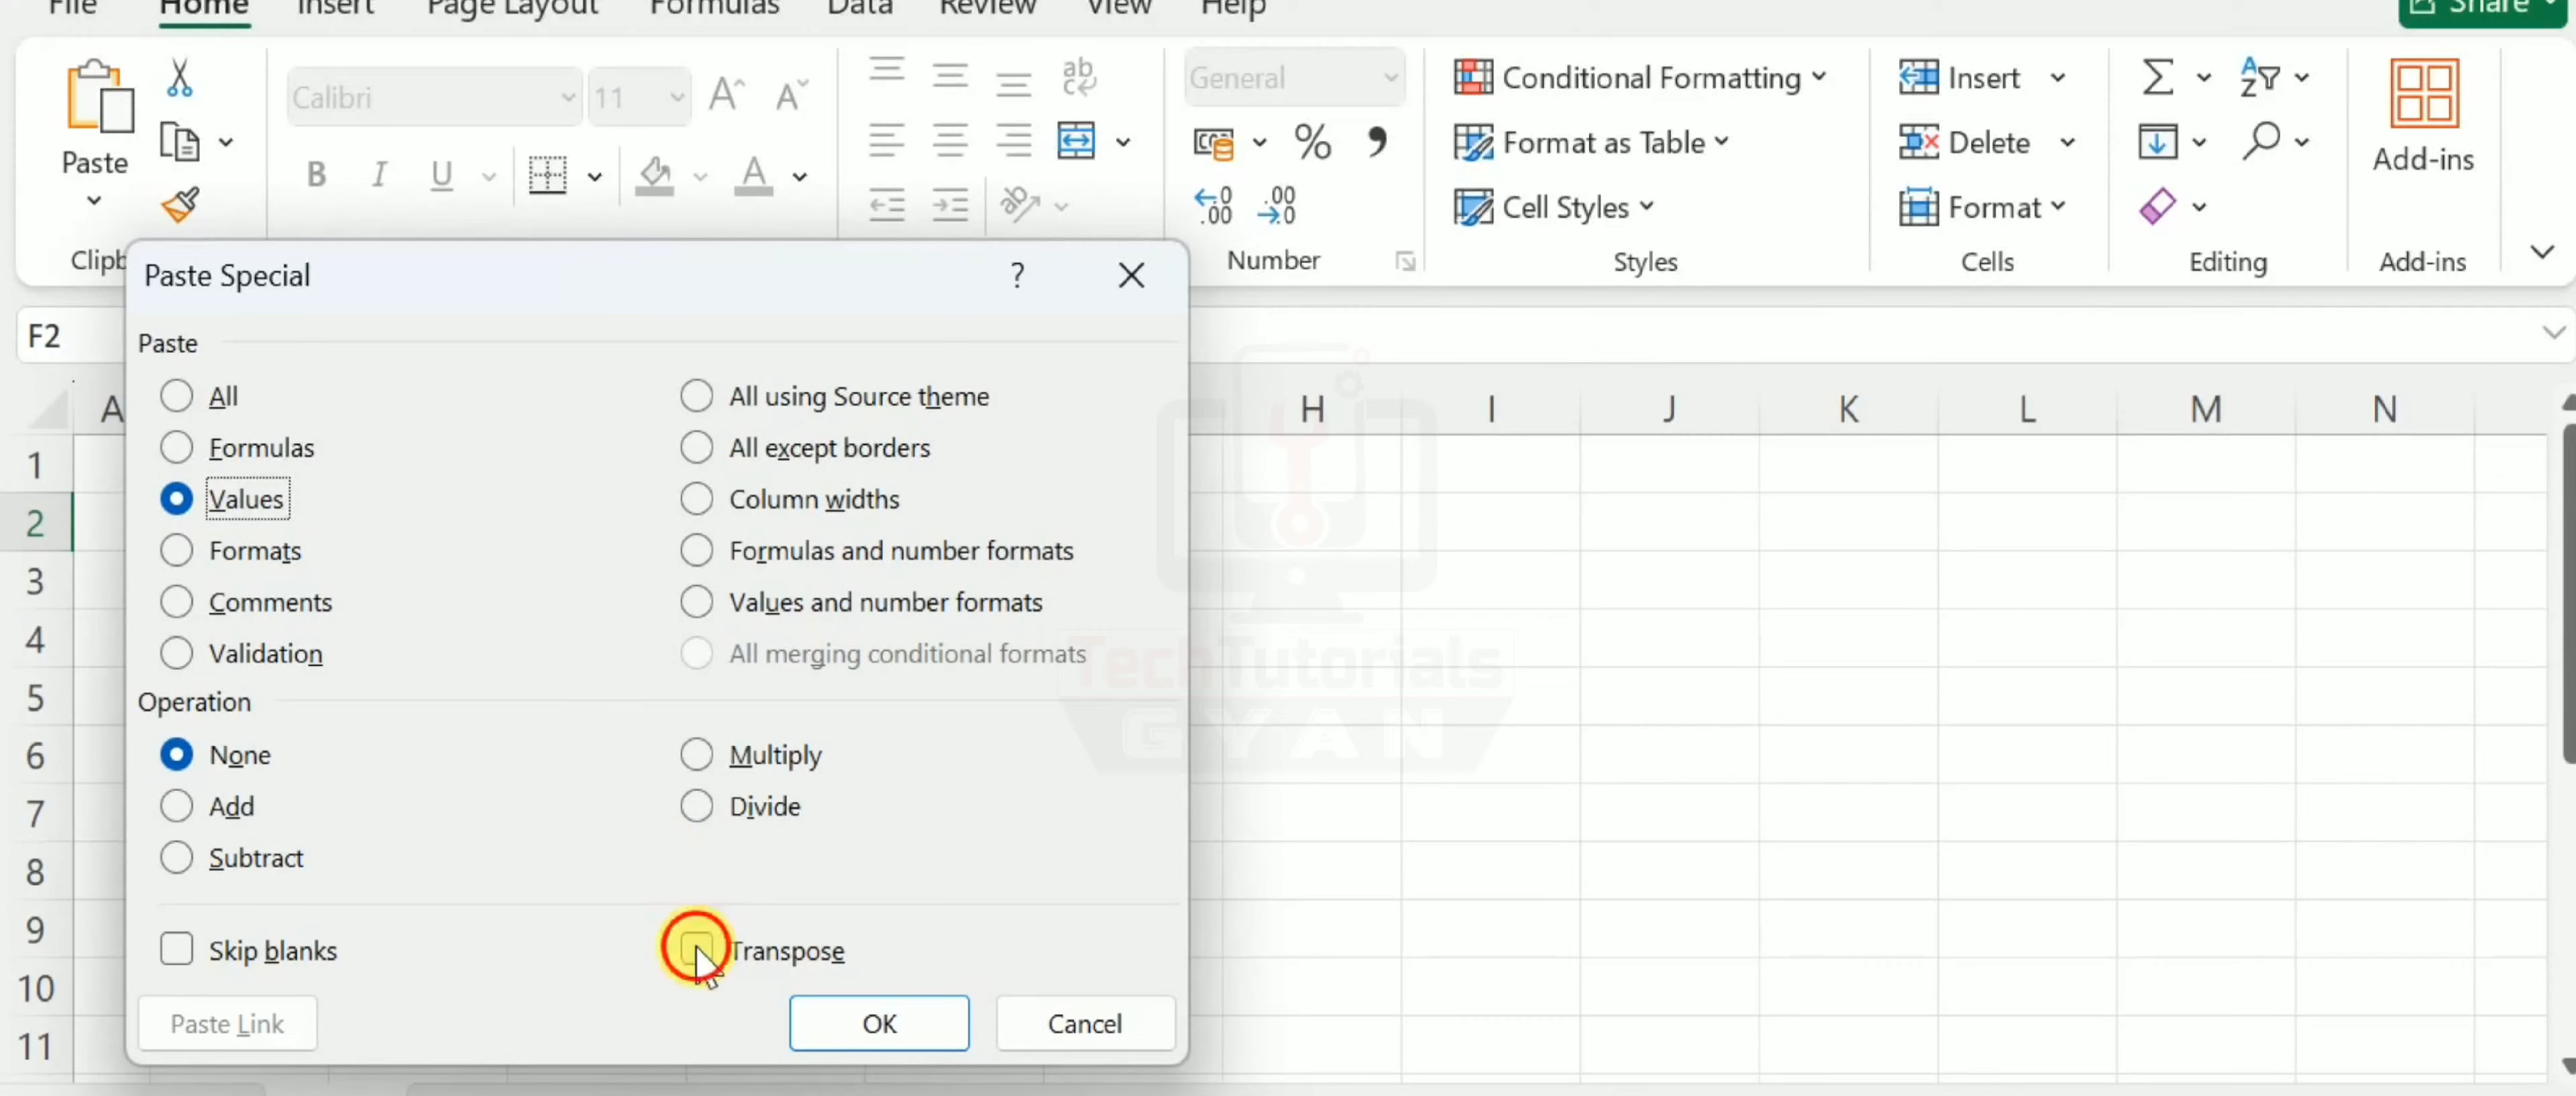 File Home Insert Page Layout Formulas Data Review View Help Share
Calibri 11 General Conditional Formatting Insert
Paste Format as Table Delete Add-ins
Cell Styles Format
Clipb Number Styles Cells Editing Add-ins
Paste Special ? 
F2
Paste
All All using Source theme
Formulas All except borders
Values Column widths
Formats Formulas and number formats
Comments Values and number formats
Validation All merging conditional formats
Operation
None Multiply
Add Divide
Subtract
Skip blanks Transpose
Paste Link OK Cancel
A H I J K L M N
1
2
3
4
5
6
7
8
9
10
11
TechTutorials
GYAN